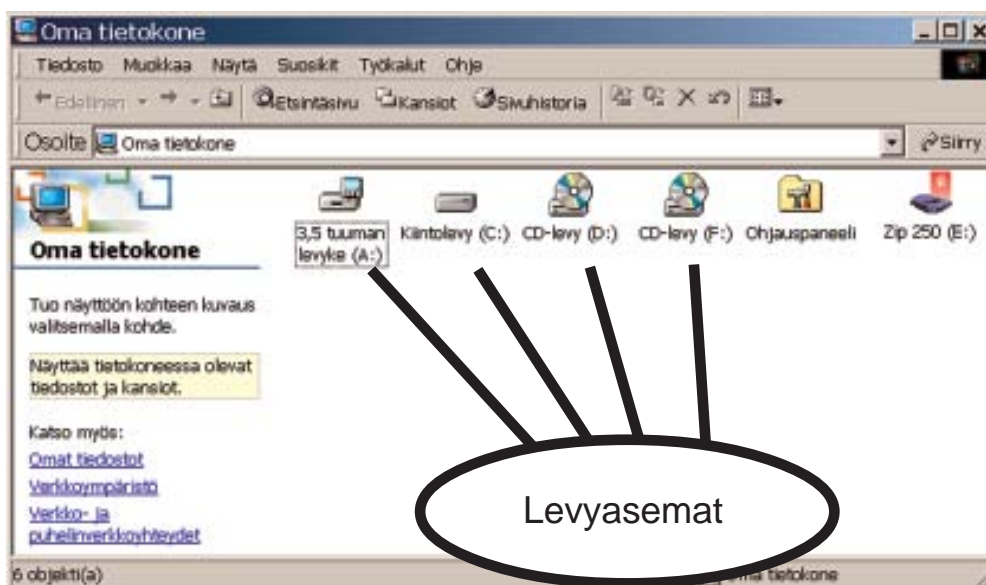 Oma tietokone
Tiedosto Muokkaa Näytä Suosikit Työkalut Ohje
Edellinen Etsintäsivu Kansiot Sivuhistoria
Osoite Oma tietokone Siirry
Oma tietokone
Tuo näyttöön kohteen kuvaus
valitsemalla kohde.
Näyttää tietokoneessa olevat
tiedostot ja kansiot.
Katso myös:
Omat tiedostot
Verkkoympäristö
Verkko- ja
puhelinverkkoyhteydet
3,5 tuuman
levyke (A:)
Kiintolevy (C:)
CD-levy (D:)
CD-levy (F:)
Ohjauspaneeli
Zip 250 (E:)
Levyasemat
6 objekti(a)
Oma tietokone